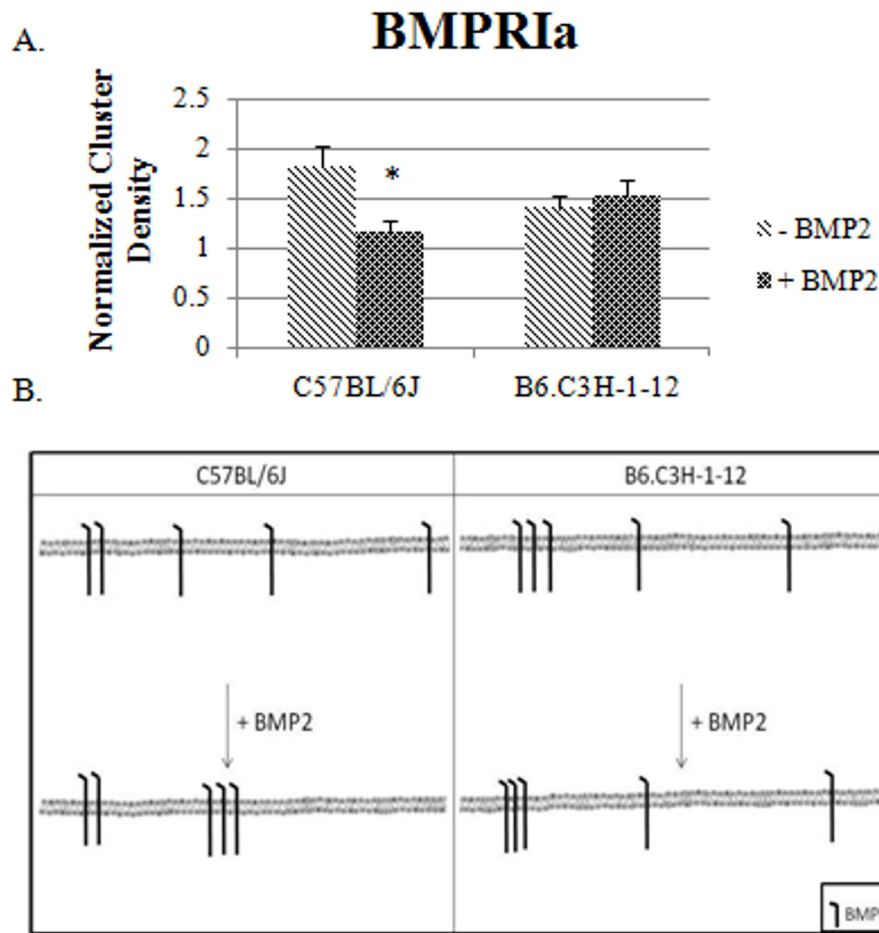 A.
BMPRIa
Normalized Cluster
Density
2.5
2
1.5
1
0.5
0
*
C57BL/6J
B6.C3H-1-12
- BMP2
+ BMP2
B.
C57BL/6J
B6.C3H-1-12
+ BMP2
+ BMP2
BMP